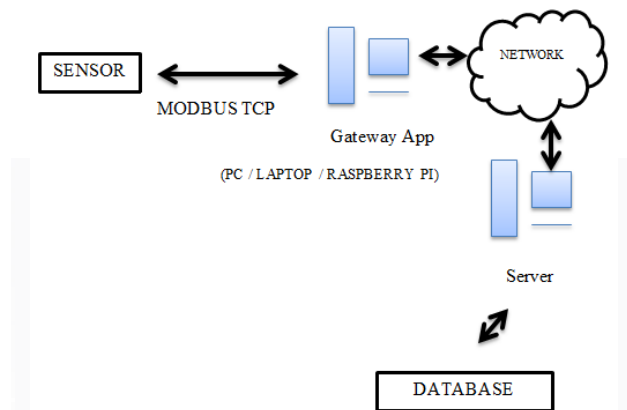 SENSOR
MODBUS TCP
NETWORK
Gateway App
(PC / LAPTOP / RASPBERRY PI)
Server
DATABASE